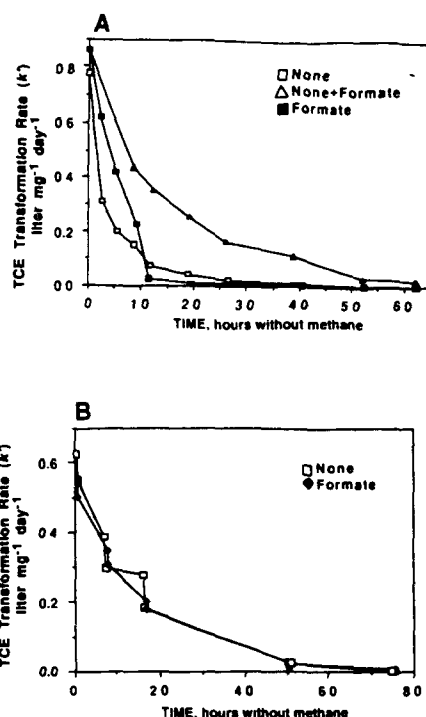 A
TCE Transformation Rate (k')
liter mg-1 day-1
0.8
0.6
0.4
0.2
0.0
None
None+Formate
Formate
0 10 20 30 40 50 60
TIME, hours without methane
B
TCE Transformation Rate (k')
liter mg-1 day-1
0.6
0.4
0.2
0.0
None
Formate
0 20 40 60 80
TIME, hours without methane